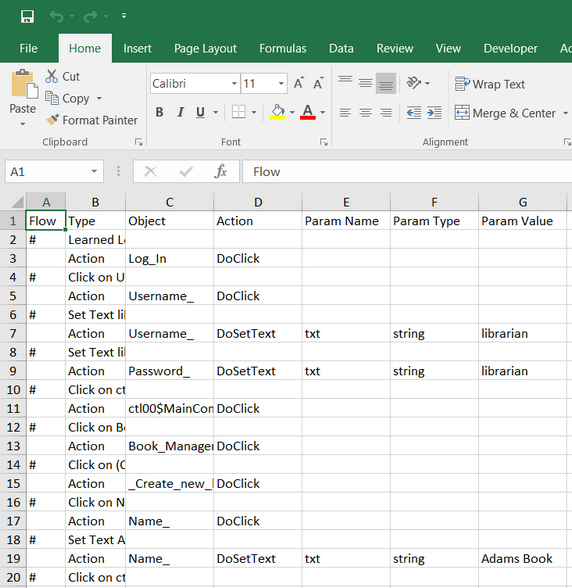 File Home Insert Page Layout Formulas Data Review View Developer Ac
Cut
Copy
Format Painter
Paste
Clipboard
Calibri 11 A A
B I U A
Font
Wrap Text
Merge & Center
Alignment
A1 fx Flow
A B C D E F G
1 Flow Type Object Action Param Name Param Type Param Value
2 # Learned Lo
3 Action Log_In DoClick
4 # Click on U
5 Action Username_ DoClick
6 # Set Text lil
7 Action Username_ DoSetText txt string librarian
8 # Set Text lil
9 Action Password_ DoSetText txt string librarian
10 # Click on ct
11 Action ctl00$MainCon DoClick
12 # Click on Bo
13 Action Book_Manager DoClick
14 # Click on (C
15 Action _Create_new_ DoClick
16 # Click on N
17 Action Name_ DoClick
18 # Set Text A
19 Action Name_ DoSetText txt string Adams Book
20 # Click on ct